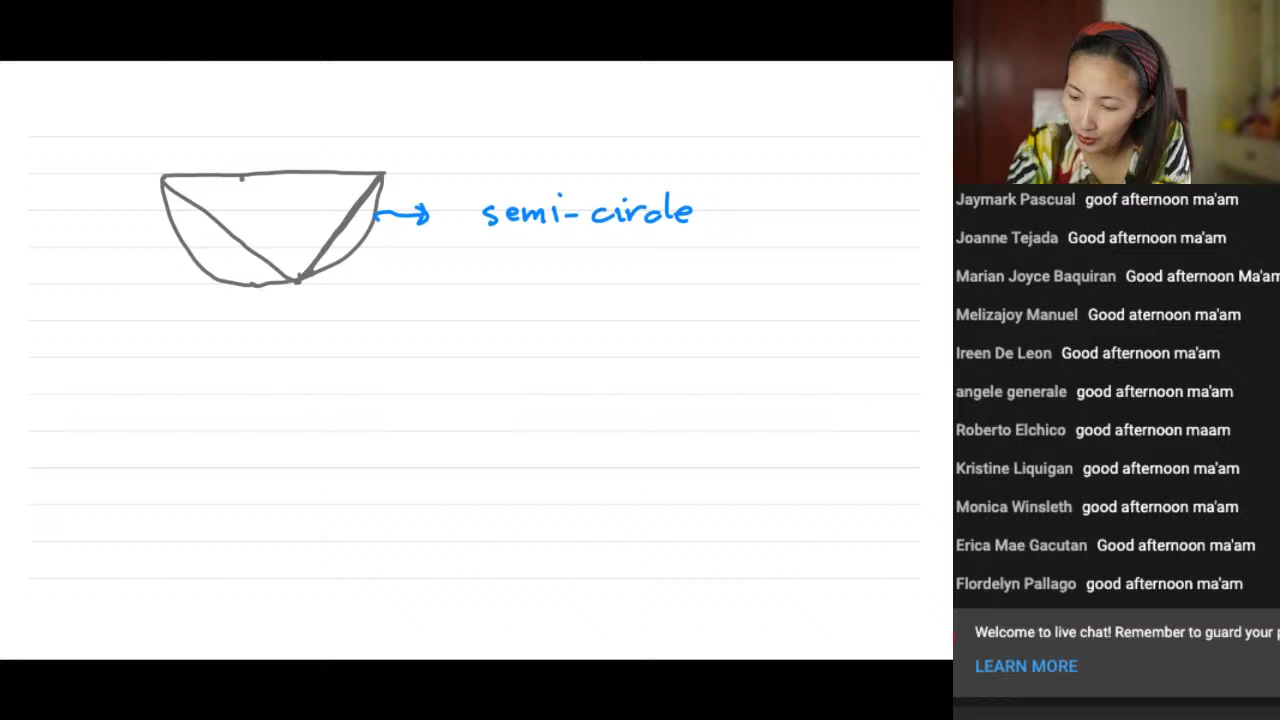 semi-circle
Jaymark Pascual goof afternoon ma'am
Joanne Tejada Good afternoon ma'am
Marian Joyce Baquiran Good afternoon Ma'am
Melizajoy Manuel Good aternoon ma'am
Ireen De Leon Good afternoon ma'am
angele generale good afternoon ma'am
Roberto Elchico good afternoon maam
Kristine Liquigan good afternoon ma'am
Monica Winsleth good afternoon ma'am
Erica Mae Gacutan Good afternoon ma'am
Flordelyn Pallago good afternoon ma'am
Welcome to live chat! Remember to guard your
LEARN MORE